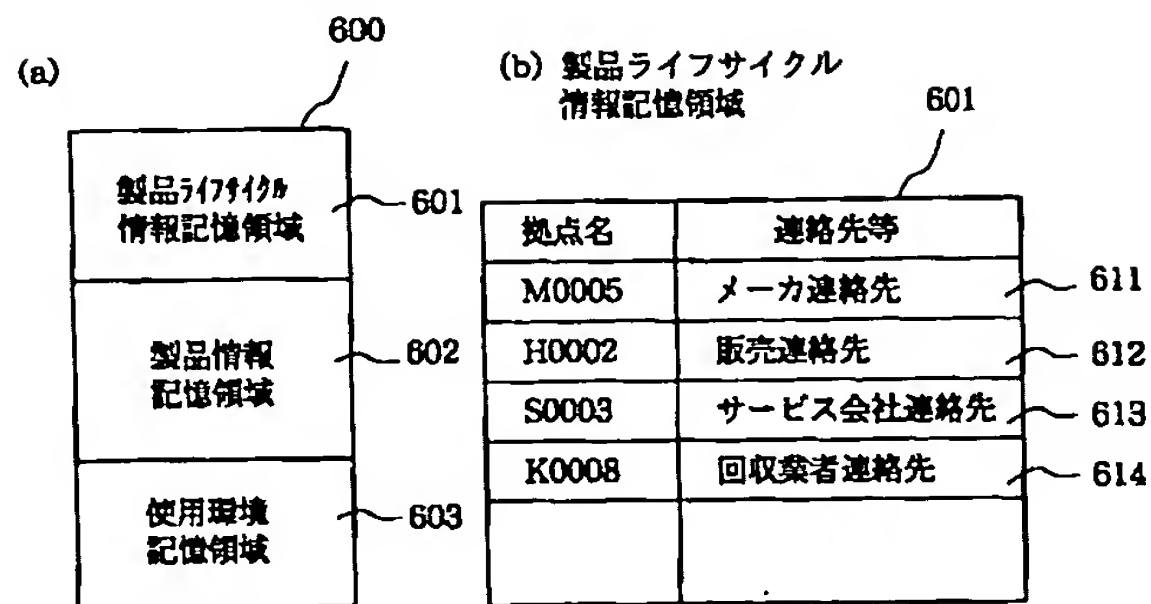 600
(a)
製品ライフサイクル
情報記憶領域
601
製品情報
記憶領域
602
使用環境
記憶領域
603
(b) 製品ライフサイクル
情報記憶領域
601
拠点名 連絡先等
M0005 メーカ連絡先 611
H0002 販売連絡先 612
S0003 サービス会社連絡先 613
K0008 回収業者連絡先 614